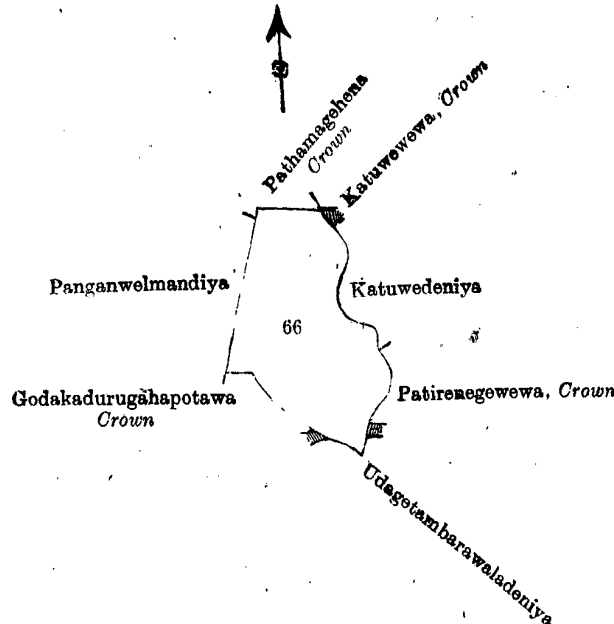 Pathamagehena
Crown
Katuwewewa, Crown
Panganwelmandiya
Katuwedeniya
66
Godakadurugahapotawa
Crown
Patirenegewewa, Crown
Udagetambarawaladeniya